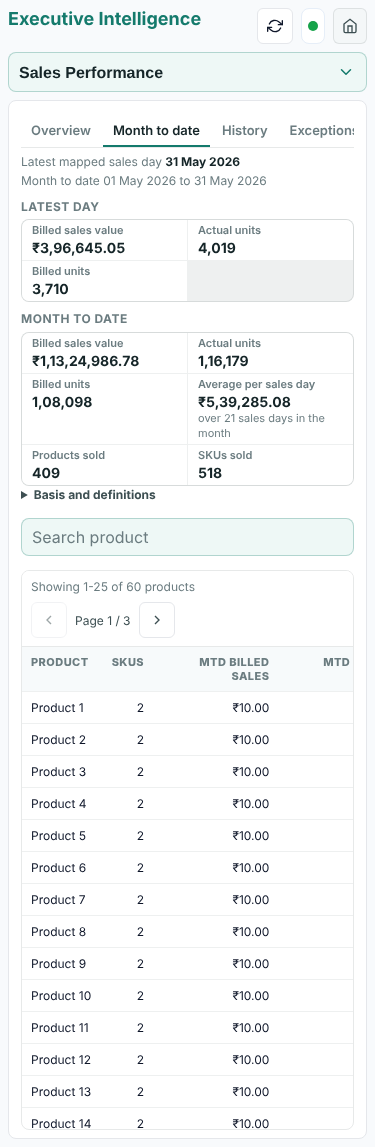 Executive Intelligence
Sales Performance
Overview Month to date History Exceptions
Latest mapped sales day 31 May 2026
Month to date 01 May 2026 to 31 May 2026
LATEST DAY
Billed sales value
₹3,96,645.05
Actual units
4,019
Billed units
3,710
MONTH TO DATE
Billed sales value
₹1,13,24,986.78
Actual units
1,16,179
Billed units
1,08,098
Average per sales day
₹5,39,285.08
over 21 sales days in the
month
Products sold
409
SKUs sold
518
Basis and definitions
Search product
Showing 1-25 of 60 products
Page 1 / 3
PRODUCT SKUS MTD BILLED SALES MTD
Product 1 2 ₹10.00
Product 2 2 ₹10.00
Product 3 2 ₹10.00
Product 4 2 ₹10.00
Product 5 2 ₹10.00
Product 6 2 ₹10.00
Product 7 2 ₹10.00
Product 8 2 ₹10.00
Product 9 2 ₹10.00
Product 10 2 ₹10.00
Product 11 2 ₹10.00
Product 12 2 ₹10.00
Product 13 2 ₹10.00
Product 14 2 ₹10.00